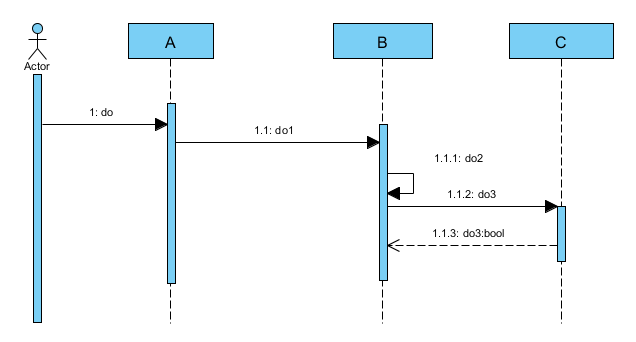 A
B
C
Actor
1: do
1.1: do1
1.1.1: do2
1.1.2: do3
1.1.3: do3:bool